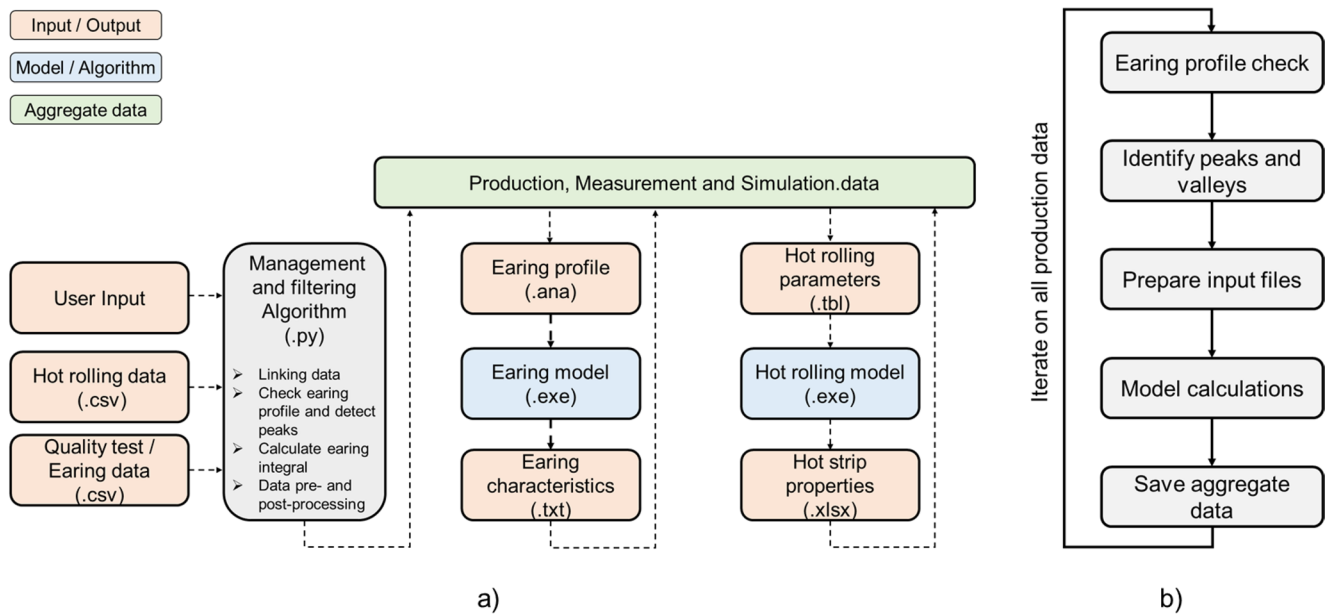 Input / Output
Model / Algorithm
Aggregate data
Production, Measurement and Simulation.data
User Input
Hot rolling data
(.csv)
Quality test /
Earing data
(.csv)
Management
and filtering
Algorithm
(.py)
Linking data
Check earing
profile and detect
peaks
Calculate earing
integral
Data pre- and
post-processing
Earing profile
(.ana)
Earing model
(.exe)
Earing
characteristics
(.txt)
Hot rolling
parameters
(.tbl)
Hot rolling model
(.exe)
Hot strip
properties
(.xlsx)
a)
Iterate on all production data
Earing profile check
Identify peaks and
valleys
Prepare input files
Model calculations
Save aggregate
data
b)